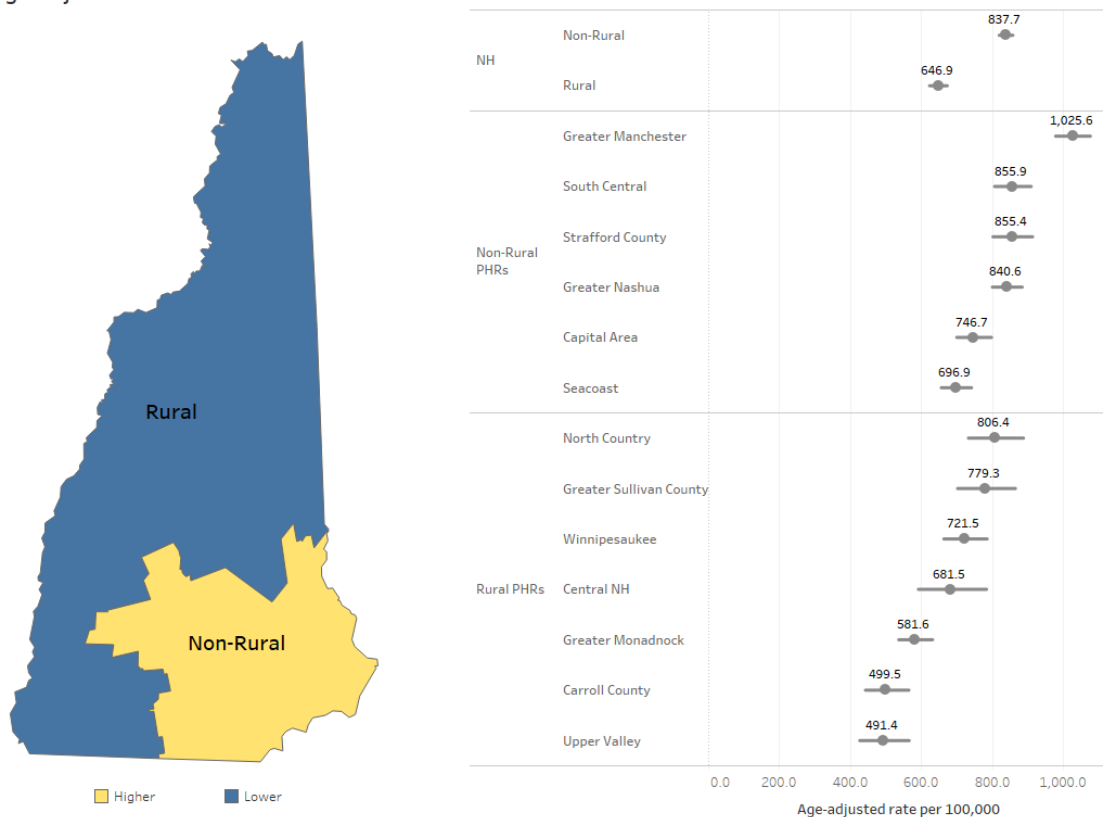 Non-Rural
837.7
NH
Rural
646.9
Greater Manchester
1,025.6
South Central
855.9
Strafford County
855.4
Non-Rural
PHRs
Greater Nashua
840.6
Capital Area
746.7
Seacoast
696.9
North Country
806.4
Greater Sullivan County
779.3
Winnipesaukee
721.5
Rural PHRs
Central NH
681.5
Greater Monadnock
581.6
Carroll County
499.5
Upper Valley
491.4
0.0 200.0 400.0 600.0 800.0 1,000.0
Age-adjusted rate per 100,000
Rural
Non-Rural
Higher
Lower